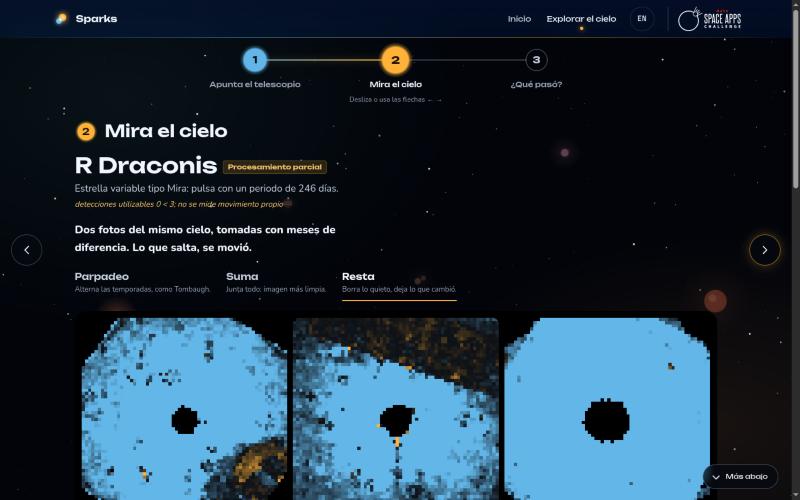 Sparks
Inicio
Explorar el cielo
EN
NASA
SPACE APPS
CHALLENGE
1
2
3
Apunta el telescopio
Mira el cielo
¿Qué pasó?
Desliza o usa las flechas ← →
2 Mira el cielo
R Draconis Procesamiento parcial
Estrella variable tipo Mira: pulsa con un periodo de 246 días.
detecciones utilizables 0 < 3; no se mide movimiento propio
Dos fotos del mismo cielo, tomadas con meses de
diferencia. Lo que salta, se movió.
Parpadeo
Alterna las temporadas, como Tombaugh.
Suma
Junta todo: imagen más limpia.
Resta
Borra lo quieto, deja lo que cambió.
Más abajo